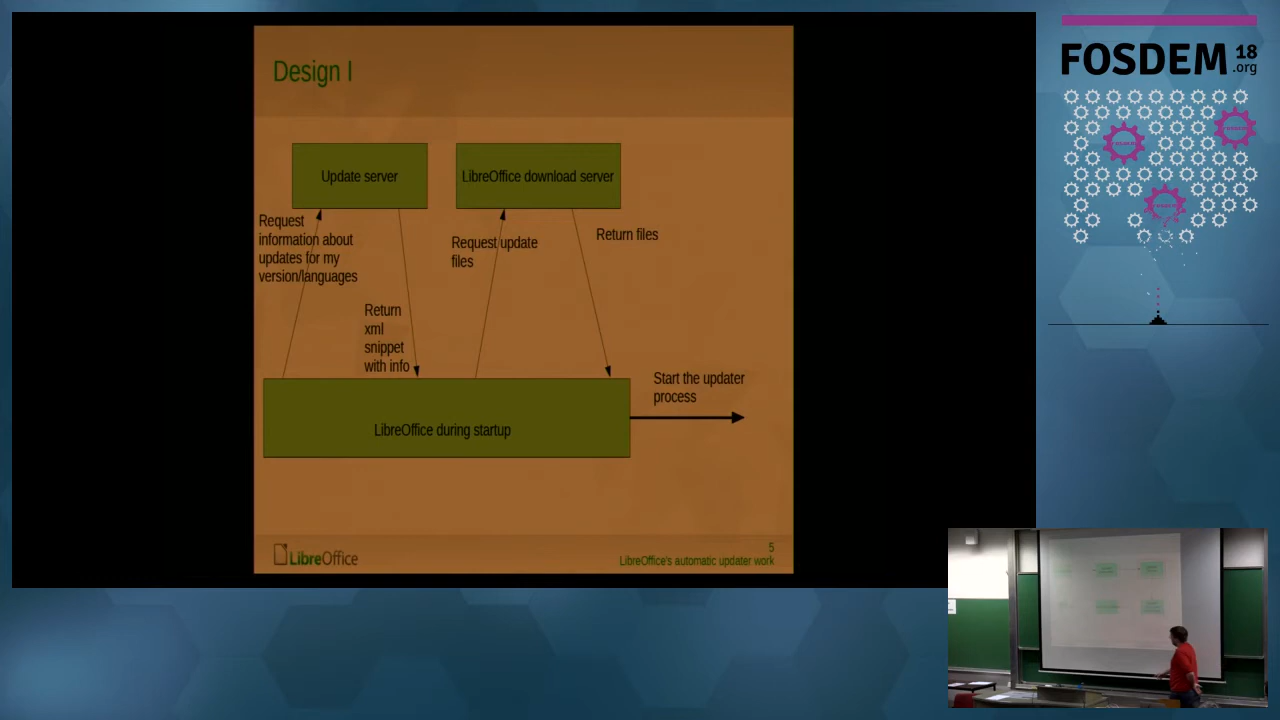 Design I
Update server
LibreOffice download server
Request
information about
updates for my
version/languages
Request update
files
Return files
Return
xml
snippet
with info
Start the updater
process
LibreOffice during startup
LibreOffice
5
LibreOffice's automatic updater work
FOSDEM 18
.org